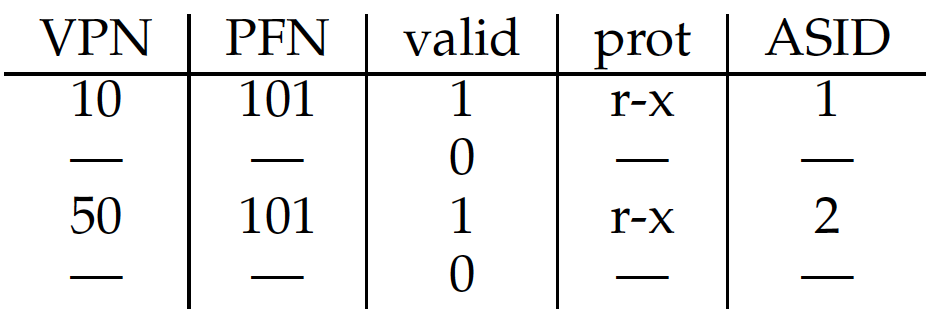 VPN PFN valid prot ASID
10 101 1 r-x 1
— — 0 — —
50 101 1 r-x 2
— — 0 — —